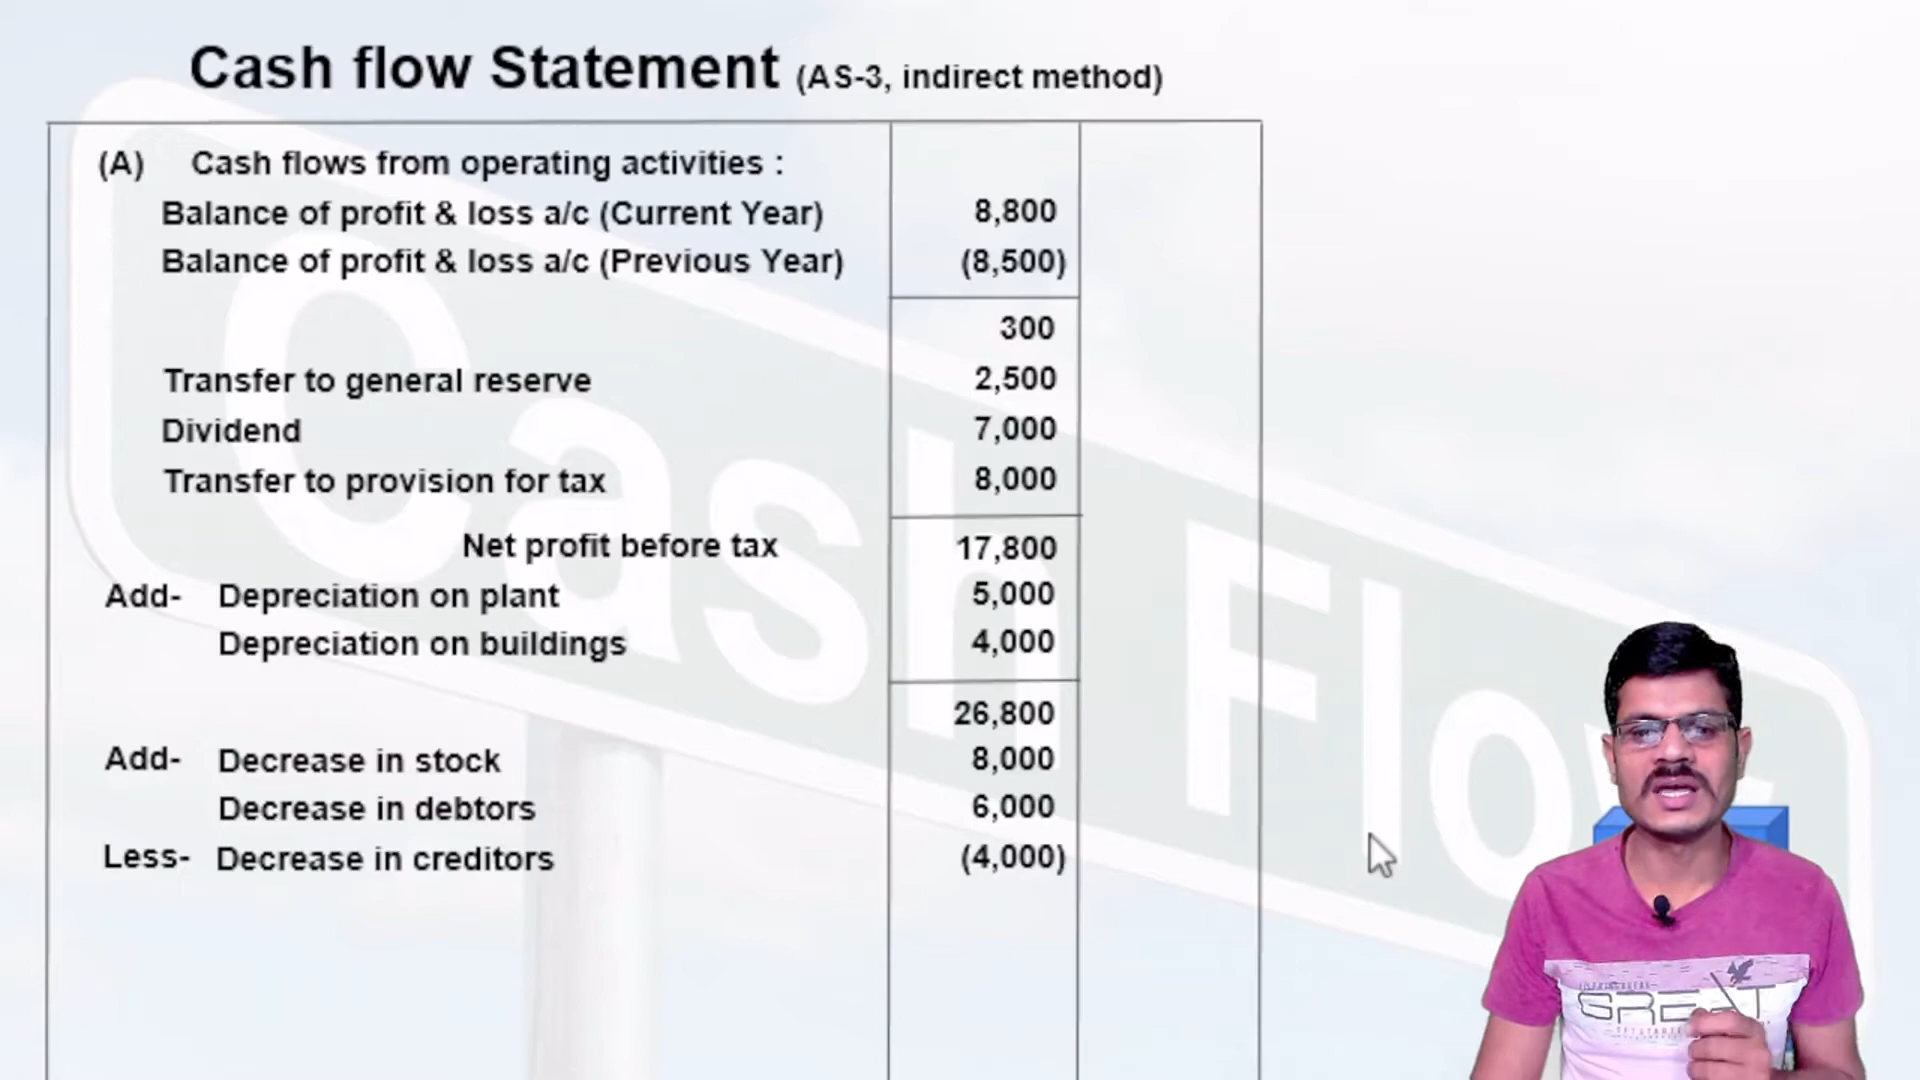 Cash flow Statement (AS-3, indirect method)
(A) Cash flows from operating activities :
Balance of profit & loss a/c (Current Year) 8,800
Balance of profit & loss a/c (Previous Year) (8,500)
300
Transfer to general reserve 2,500
Dividend 7,000
Transfer to provision for tax 8,000
Net profit before tax 17,800
Add- Depreciation on plant 5,000
Depreciation on buildings 4,000
26,800
Add- Decrease in stock 8,000
Decrease in debtors 6,000
Less- Decrease in creditors (4,000)
Cash Flow
GREAT